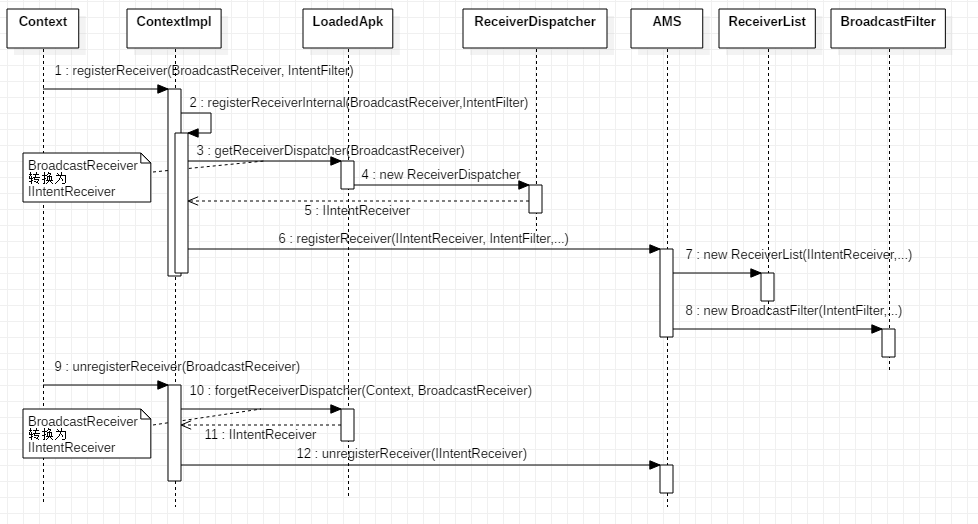 Context
ContextImpl
LoadedApk
ReceiverDispatcher
AMS
ReceiverList
BroadcastFilter
1 : registerReceiver(BroadcastReceiver, IntentFilter)
2 : registerReceiverInternal(BroadcastReceiver,IntentFilter)
3 : getReceiverDispatcher(BroadcastReceiver)
BroadcastReceiver
转换为
IIntentReceiver
4 : new ReceiverDispatcher
5 : IIntentReceiver
6 : registerReceiver(IIntentReceiver, IntentFilter,...)
7 : new ReceiverList(IIntentReceiver,...)
8 : new BroadcastFilter(IntentFilter,...)
9 : unregisterReceiver(BroadcastReceiver)
10 : forgetReceiverDispatcher(Context, BroadcastReceiver)
BroadcastReceiver
转换为
IIntentReceiver
11 : IIntentReceiver
12 : unregisterReceiver(IIntentReceiver)